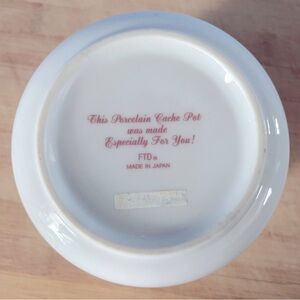 This Porcelain Cache Pot
was made
Especially For You!
FTD®
MADE IN JAPAN